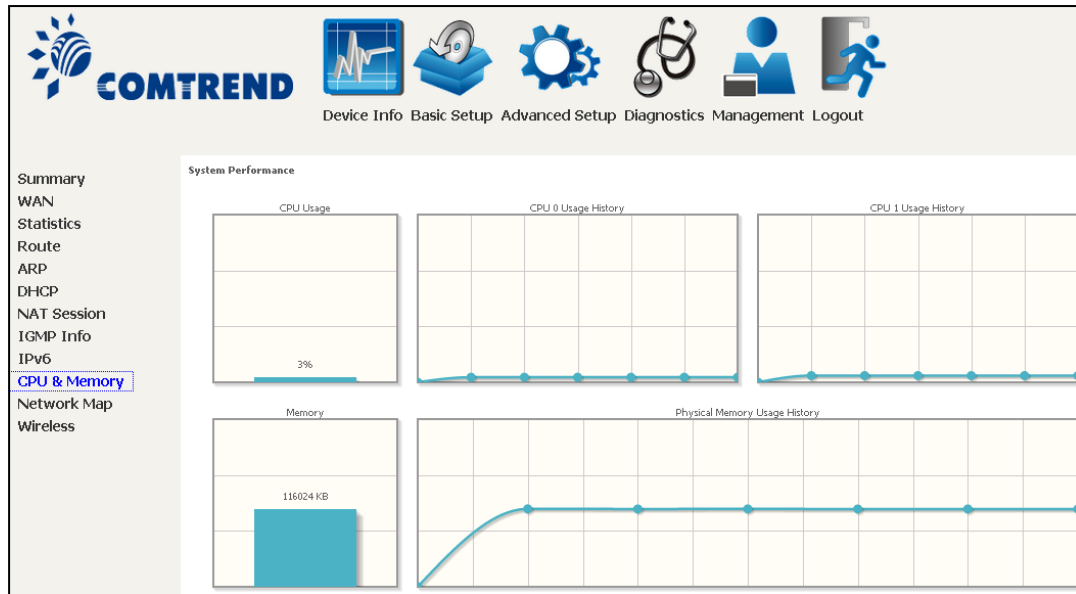 COMTREND
Device Info Basic Setup Advanced Setup Diagnostics Management Logout
Summary
WAN
Statistics
Route
ARP
DHCP
NAT Session
IGMP Info
IPv6
CPU & Memory
Network Map
Wireless
System Performance
CPU Usage
3%
CPU 0 Usage History
CPU 1 Usage History
Memory
116024 KB
Physical Memory Usage History